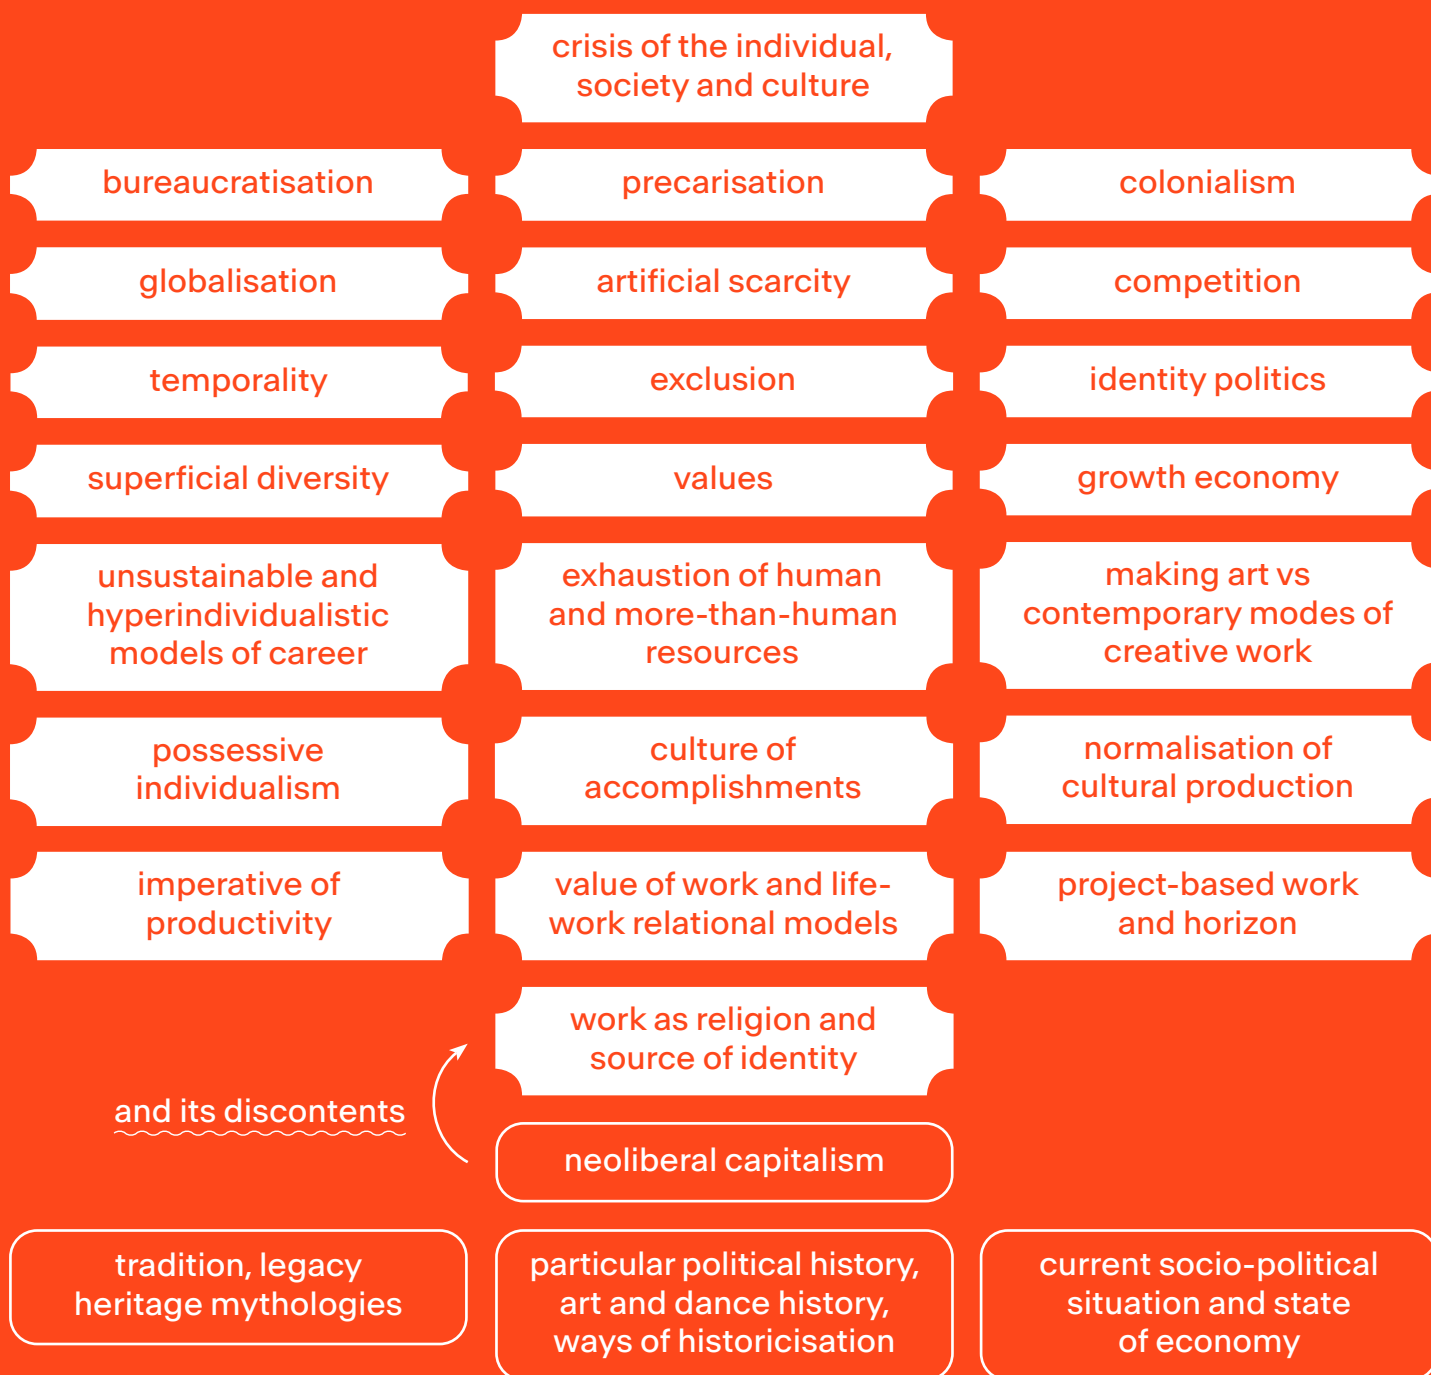 crisis of the individual,
society and culture
bureaucratisation
precarisation
colonialism
globalisation
artificial scarcity
competition
temporality
exclusion
identity politics
superficial diversity
values
growth economy
unsustainable and
hyperindividualistic
models of career
exhaustion of human
and more-than-human
resources
making art vs
contemporary modes of
creative work
possessive
individualism
culture of
accomplishments
normalisation of
cultural production
imperative of
productivity
value of work and life-
work relational models
project-based work
and horizon
work as religion and
source of identity
and its discontents
neoliberal capitalism
tradition, legacy
heritage mythologies
particular political history,
art and dance history,
ways of historicisation
current socio-political
situation and state
of economy